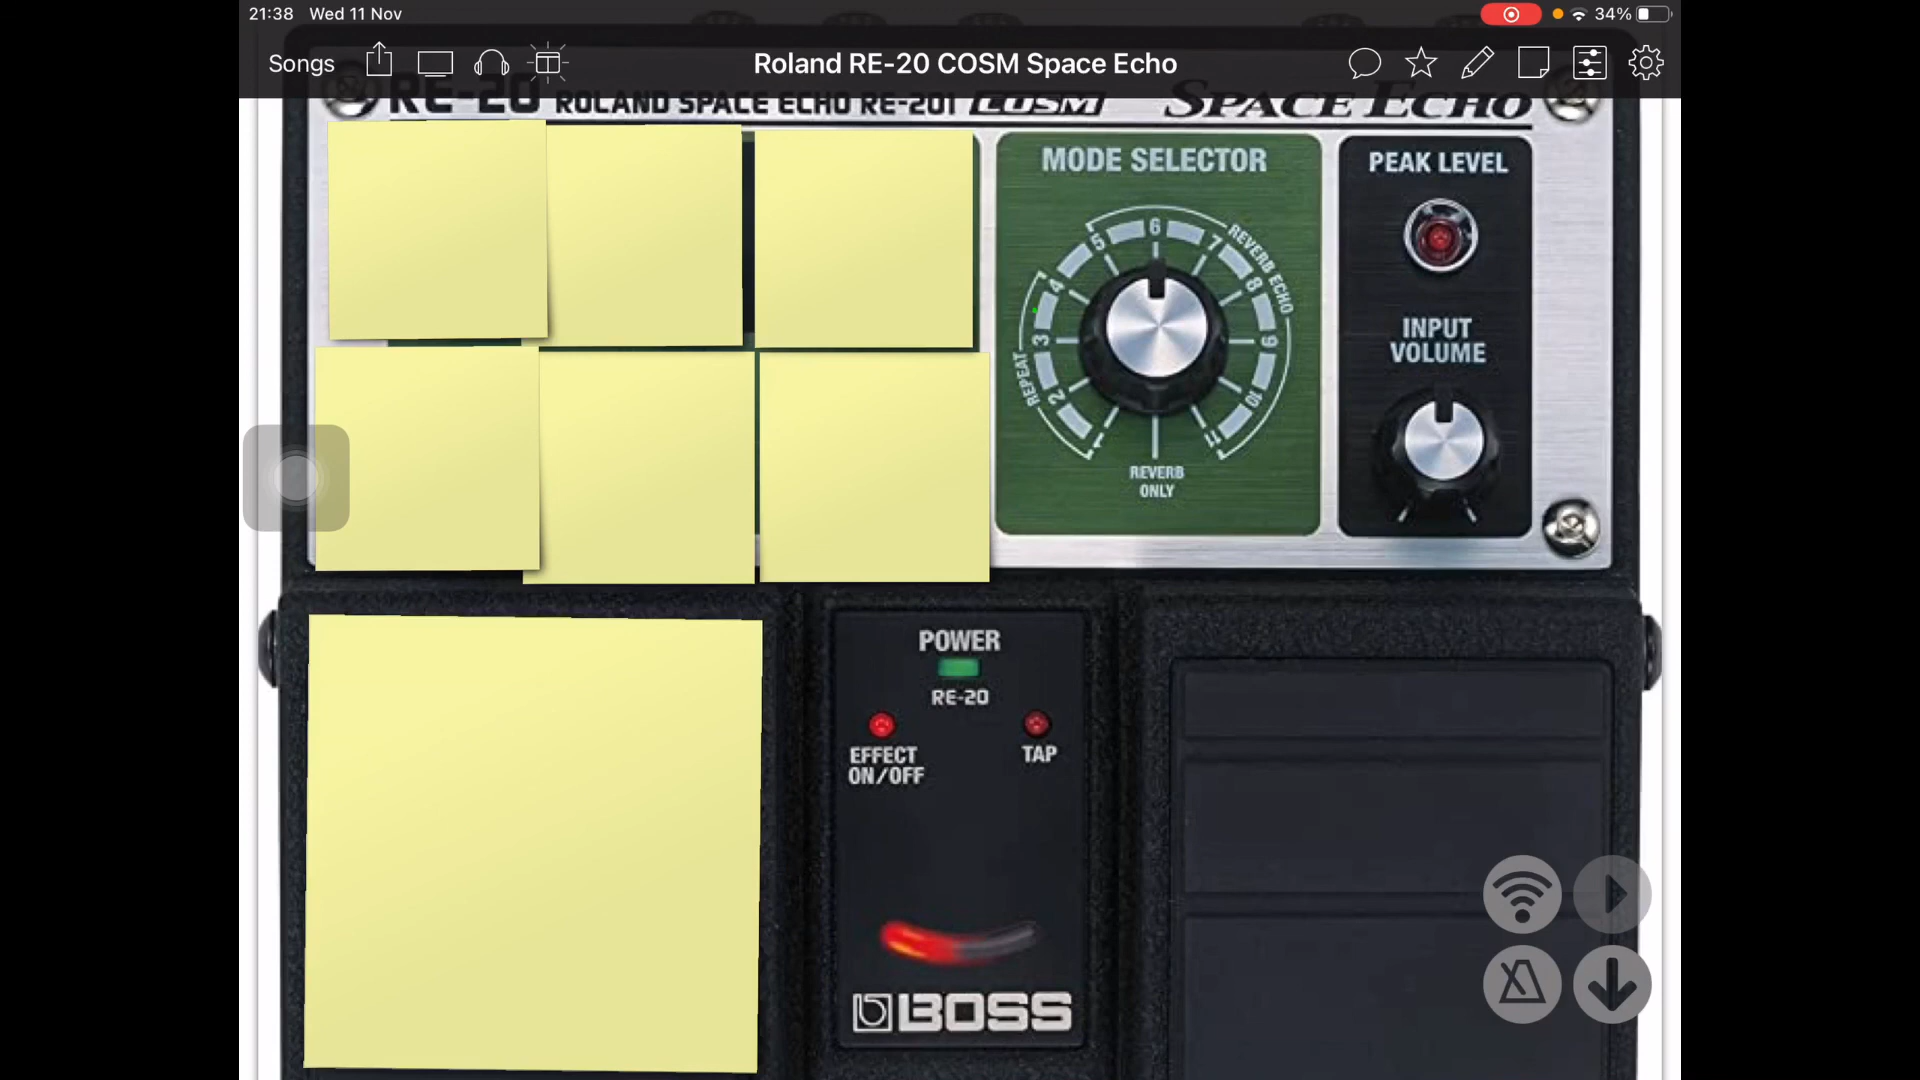 21:38 Wed 11 Nov
34%
Songs
Roland RE-20 COSM Space Echo
RE-20 ROLAND SPACE ECHO RE-201 COSM SPACE ECHO
MODE SELECTOR
PEAK LEVEL
1 2 3 4 5 6 7 8 9 10 11
REPEAT
REVERB ECHO
REVERB
ONLY
INPUT
VOLUME
POWER
RE-20
EFFECT
ON/OFF
TAP
BOSS